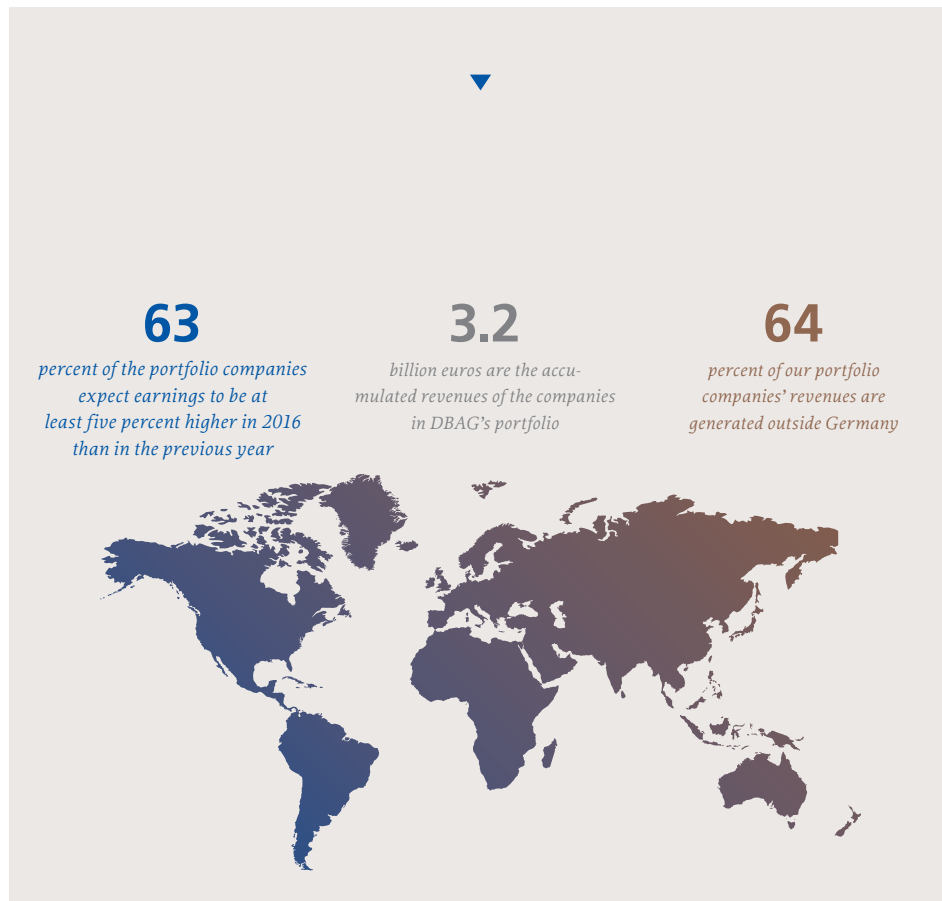 63
percent of the portfolio companies
expect earnings to be at
least five percent higher in 2016
than in the previous year
3.2
billion euros are the accu-
mulated revenues of the companies
in DBAG's portfolio
64
percent of our portfolio
companies' revenues are
generated outside Germany